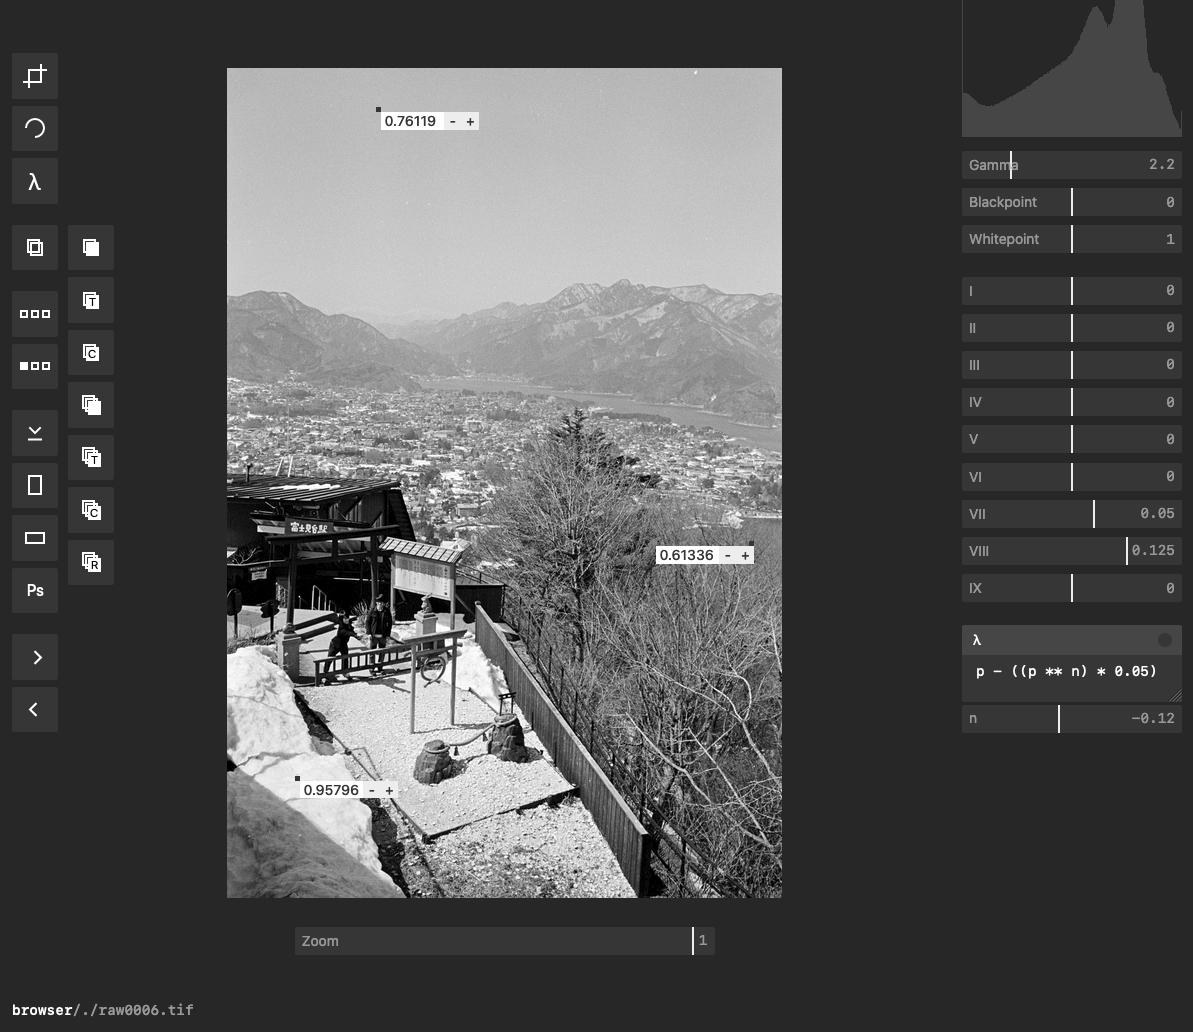 0.76119 - +
Gamma 2.2
Blackpoint 0
Whitepoint 1
I 0
II 0
III 0
IV 0
V 0
VI 0
VII 0.05
VIII 0.125
IX 0
λ
p − ((p ** n) * 0.05)
n −0.12
λ
T
C
T
C
R
Ps
富士見台駅
0.61336 - +
0.95796 - +
Zoom 1
browser/./raw0006.tif